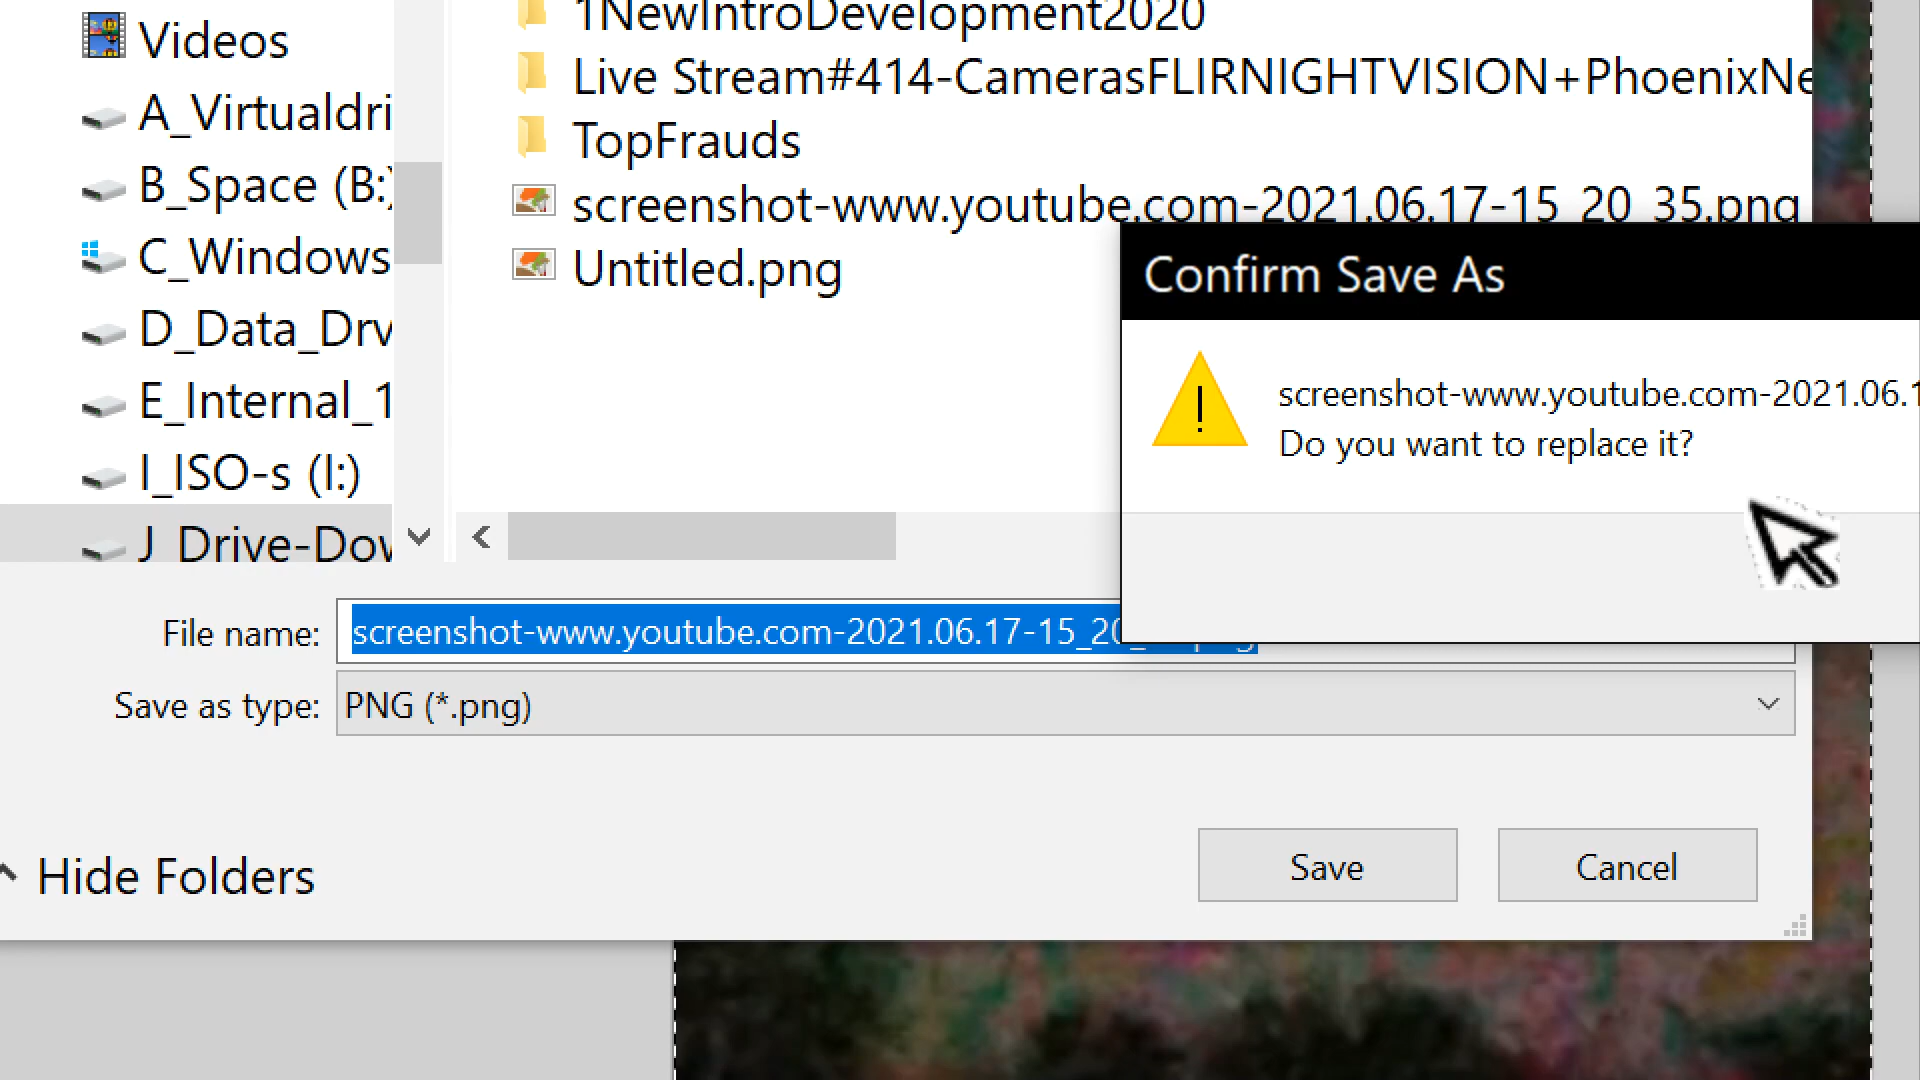 Videos
A_Virtualdri
B_Space (B:)
C_Windows
D_Data_Drv
E_Internal_1
I_ISO-s (I:)
J_Drive-Dow
1NewIntroDevelopment2020
Live Stream#414-CamerasFLIRNIGHTVISION+PhoenixNe
TopFrauds
screenshot-www.youtube.com-2021.06.17-15_20_35.png
Untitled.png
Confirm Save As
screenshot-www.youtube.com-2021.06.1
Do you want to replace it?
File name: screenshot-www.youtube.com-2021.06.17-15_20_
Save as type: PNG (*.png)
Hide Folders
Save
Cancel